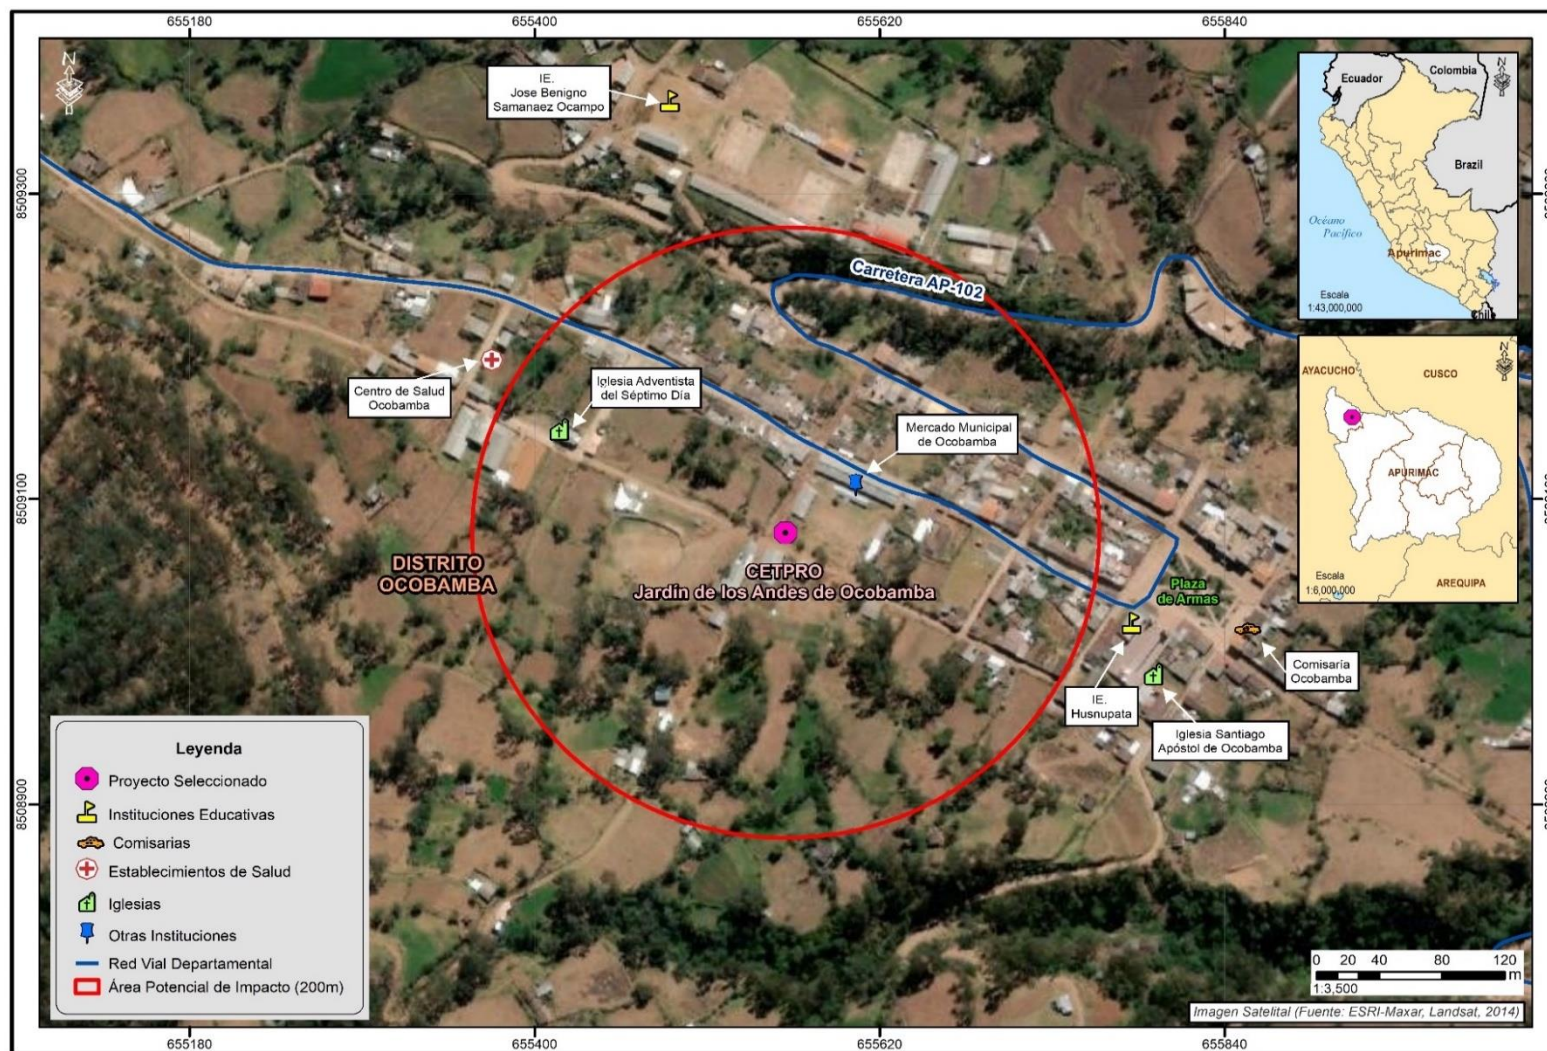 655180
655400
655620
655840
8509300
8509100
8508900
N
IE.
Jose Benigno
Samanaez Ocampo
Carretera AP-102
Centro de Salud
Ocobamba
Iglesia Adventista
del Séptimo Día
Mercado Municipal
de Ocobamba
DISTRITO
OCOBAMBA
CETPRO
Jardín de los Andes de Ocobamba
Plaza
de Armas
IE.
Husnupata
Iglesia Santiago
Apóstol de Ocobamba
Comisaría
Ocobamba
Ecuador
Colombia
N
Brazil
Océano
Pacífico
Apurimac
Escala
1:43,000,000
Chil
AYACUCHO
CUSCO
N
APURIMAC
Escala
1:6,000,000
AREQUIPA
Leyenda
Proyecto Seleccionado
Instituciones Educativas
Comisarias
Establecimientos de Salud
Iglesias
Otras Instituciones
Red Vial Departamental
Área Potencial de Impacto (200m)
0 20 40 80 120
m
1:3,500
Imagen Satelital (Fuente: ESRI-Maxar, Landsat, 2014)
655180
655400
655620
655840